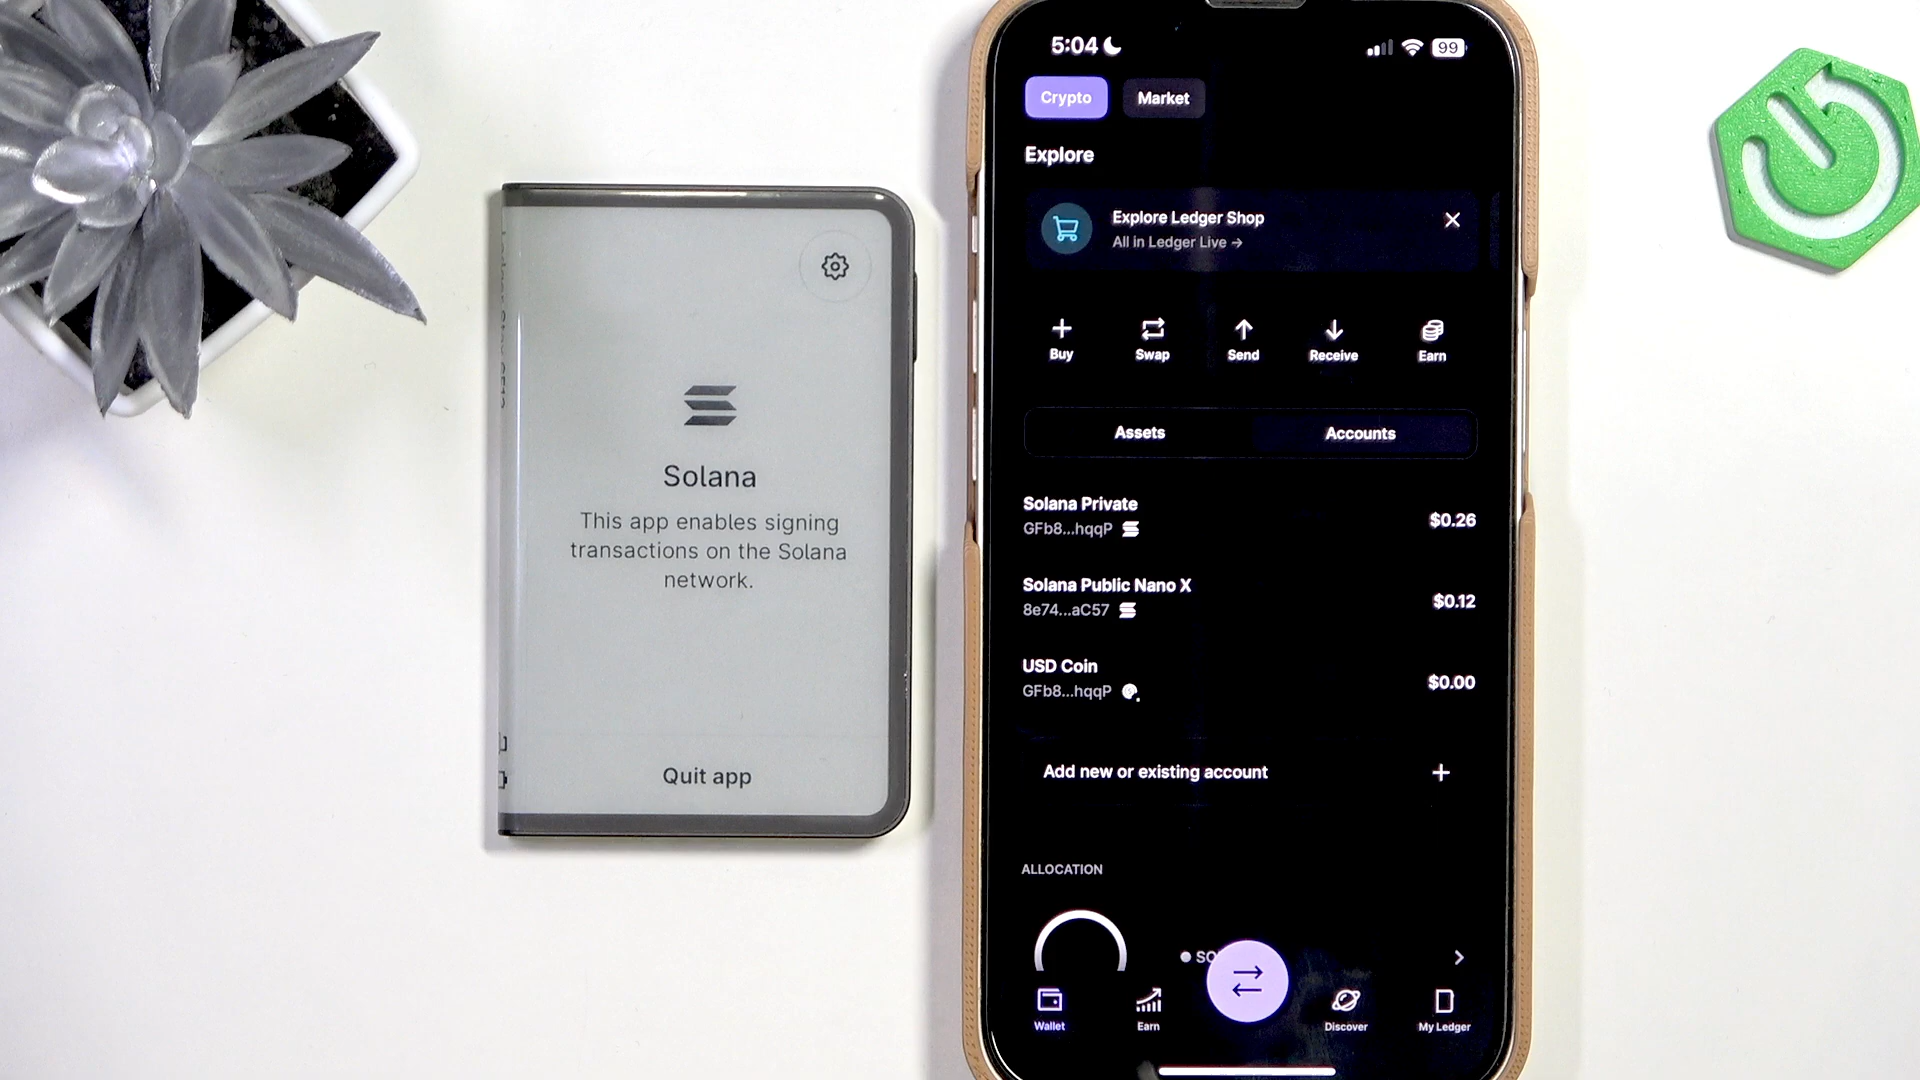 Solana
This app enables signing
transactions on the Solana
network.
Quit app
5:04
99
Crypto
Market
Explore
Explore Ledger Shop
All in Ledger Live →
Buy
Swap
Send
Receive
Earn
Assets
Accounts
Solana Private
GFb8...hqqP
$0.26
Solana Public Nano X
8e74...aC57
$0.12
USD Coin
GFb8...hqqP
$0.00
Add new or existing account
ALLOCATION
Wallet
Earn
Discover
My Ledger